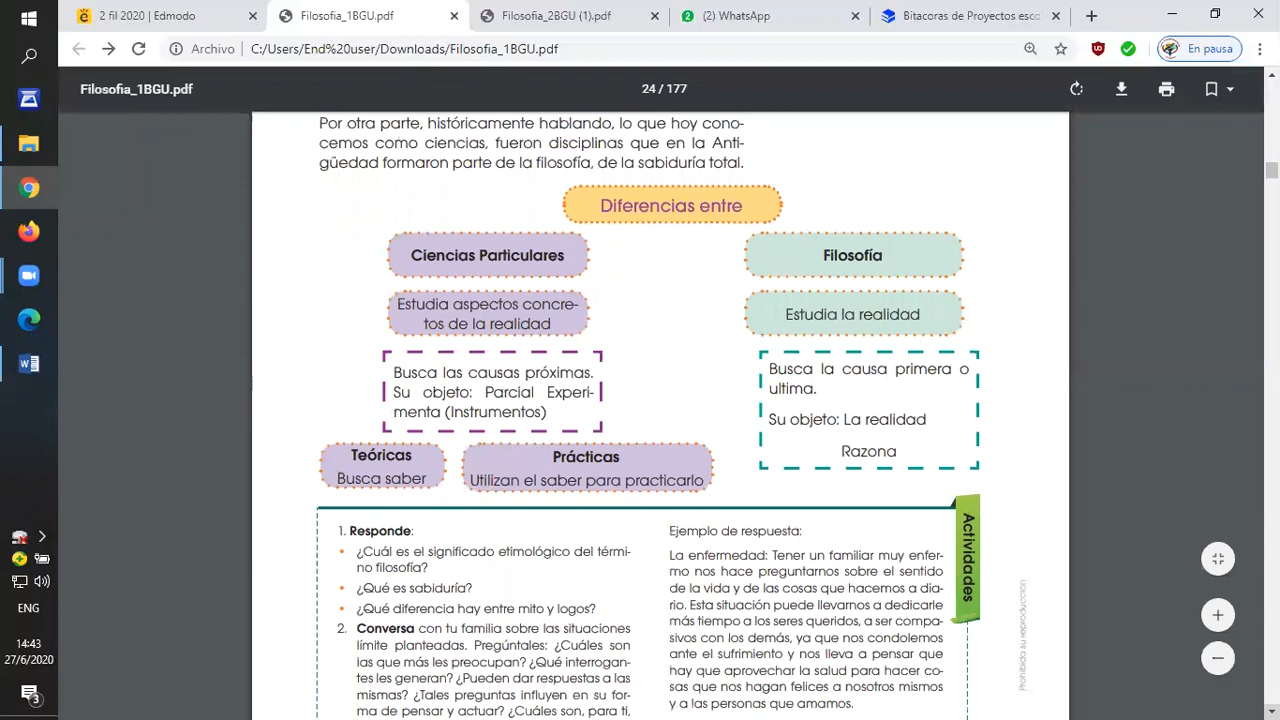 2 fil 2020 | Edmodo
Filosofia_1BGU.pdf
Filosofia_2BGU (1).pdf
(2) WhatsApp
Bitacoras de Proyectos esco
Archivo
C:/Users/End%20user/Downloads/Filosofia_1BGU.pdf
En pausa
Filosofia_1BGU.pdf
24 / 177
Por otra parte, históricamente hablando, lo que hoy cono-
cemos como ciencias, fueron disciplinas que en la Anti-
güedad formaron parte de la filosofía, de la sabiduría total.
Diferencias entre
Ciencias Particulares
Estudia aspectos concre-
tos de la realidad
Busca las causas próximas.
Su objeto: Parcial Experi-
menta (Instrumentos)
Teóricas
Busca saber
Prácticas
Utilizan el saber para practicarlo
Filosofía
Estudia la realidad
Busca la causa primera o
ultima.
Su objeto: La realidad
Razona
Actividades
1. Responde:
• ¿Cuál es el significado etimológico del térmi-
no filosofía?
• ¿Qué es sabiduría?
• ¿Qué diferencia hay entre mito y logos?
2. Conversa con tu familia sobre las situaciones
límite planteadas. Pregúntales: ¿Cuáles son
las que más les preocupan? ¿Qué interrogan-
tes les generan? ¿Pueden dar respuestas a las
mismas? ¿Tales preguntas influyen en su for-
ma de pensar y actuar? ¿Cuáles son, para ti,
Ejemplo de respuesta:
La enfermedad: Tener un familiar muy enfer-
mo nos hace preguntarnos sobre el sentido
de la vida y de las cosas que hacemos a dia-
rio. Esta situación puede llevarnos a dedicarle
más tiempo a los seres queridos, a ser compa-
sivos con los demás, ya que nos condolemos
ante el sufrimiento y nos lleva a pensar que
hay que aprovechar la salud para hacer co-
sas que nos hagan felices a nosotros mismos
y a las personas que amamos.
Prohibida su reproducción
ENG
14:43
27/6/2020
3